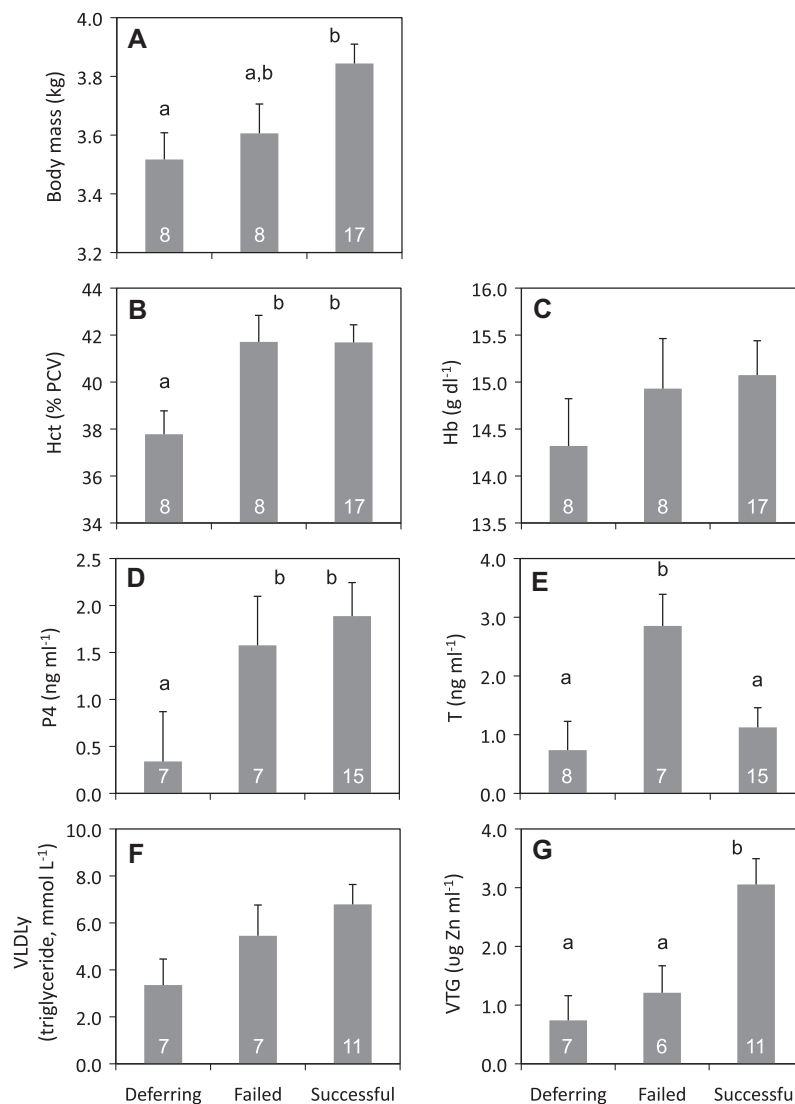 A
Body mass (kg)
4.0
3.8
3.6
3.4
3.2
a
a,b
b
8
8
17
B
Hct (% PCV)
44
42
40
38
36
34
a
b
b
8
8
17
C
Hb (g dl-1)
16.0
15.5
15.0
14.5
14.0
13.5
8
8
17
D
P4 (ng ml-1)
2.5
2.0
1.5
1.0
0.5
0.0
a
b
b
7
7
15
E
T (ng ml-1)
4.0
3.0
2.0
1.0
0.0
a
b
a
8
7
15
F
VLDLy
(triglyceride, mmol L-1)
10.0
8.0
6.0
4.0
2.0
0.0
7
7
11
Deferring Failed Successful
G
VTG (ug Zn ml-1)
4.0
3.0
2.0
1.0
0.0
a
a
b
7
6
11
Deferring Failed Successfu